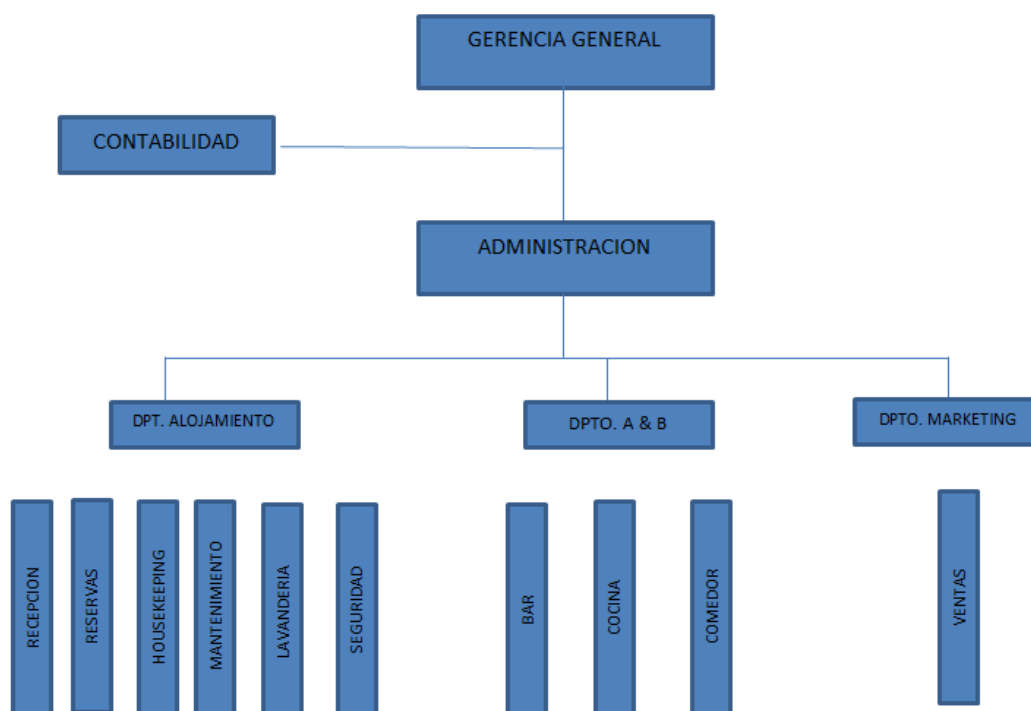 GERENCIA GENERAL
CONTABILIDAD
ADMINISTRACION
DPT. ALOJAMIENTO
DPTO. A & B
DPTO. MARKETING
RECEPCION
RESERVAS
HOUSEKEEPING
MANTENIMIENTO
LAVANDERIA
SEGURIDAD
BAR
COCINA
COMEDOR
VENTAS